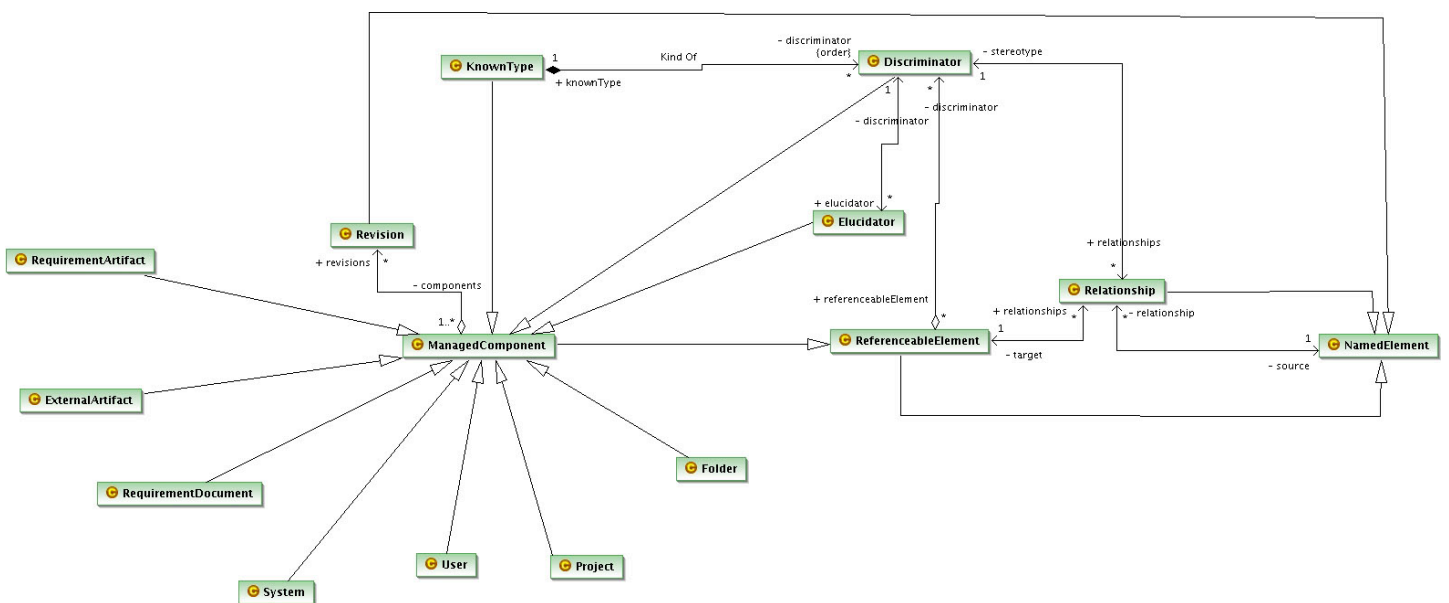 KnownType
1
+ knownType
Kind Of
- discriminator
{order}
*
C Discriminator
- stereotype
1
1
- discriminator
*
- discriminator
+ elucidator
*
C Elucidator
C Revision
+ revisions
*
- components
1..*
C RequirementArtifact
C ManagedComponent
C ExternalArtifact
C RequirementDocument
C System
C User
C Project
C Folder
+ referenceableElement
*
C ReferenceableElement
1
- target
+ relationships
*
+ relationships
*
C Relationship
*
- relationship
1
- source
C NamedElement